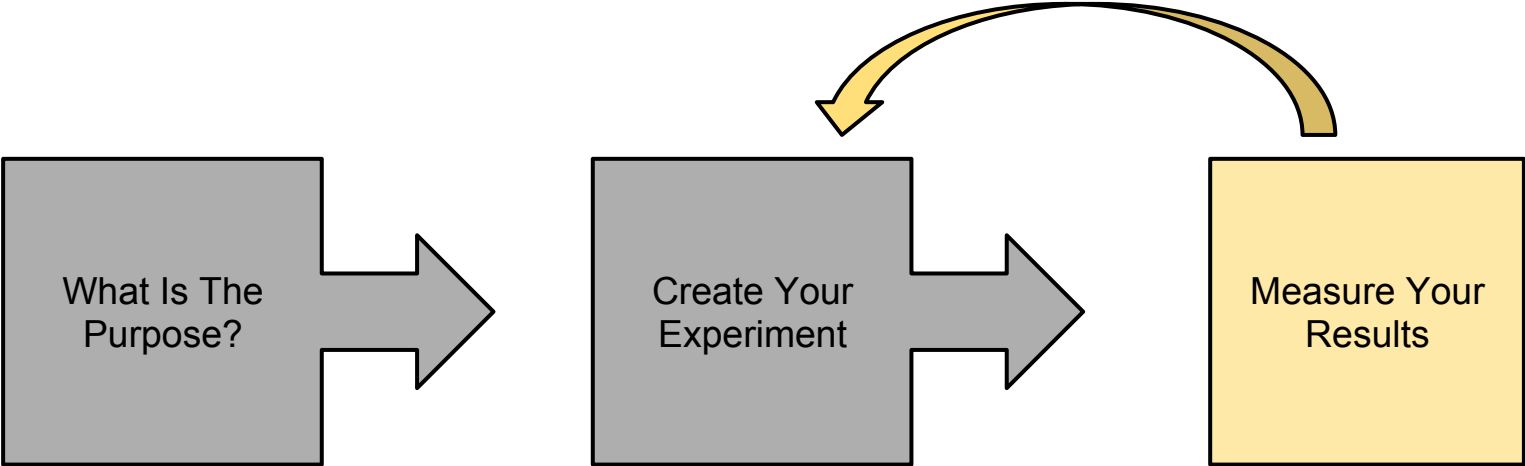 What Is The
Purpose?
Create Your
Experiment
Measure Your
Results